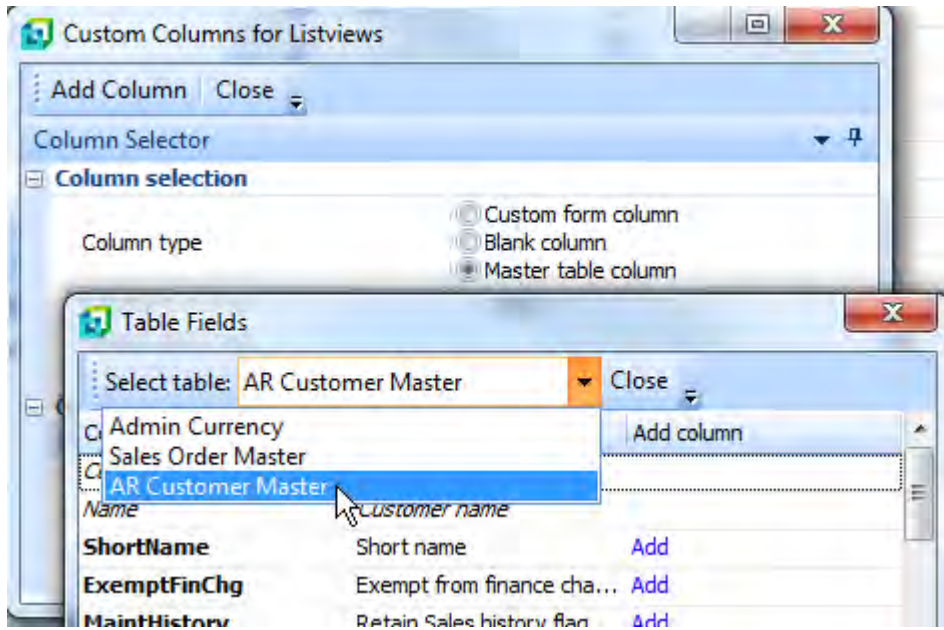 Custom Columns for Listviews
Add Column Close
Column Selector
Column selection
Custom form column
Column type Blank column
Master table column
Table Fields
Select table: AR Customer Master Close
Admin Currency Add column
Sales Order Master
AR Customer Master
Name Customer name
ShortName Short name Add
ExemptFinChg Exempt from finance cha... Add
MaintHistory Retain Sales history flag Add